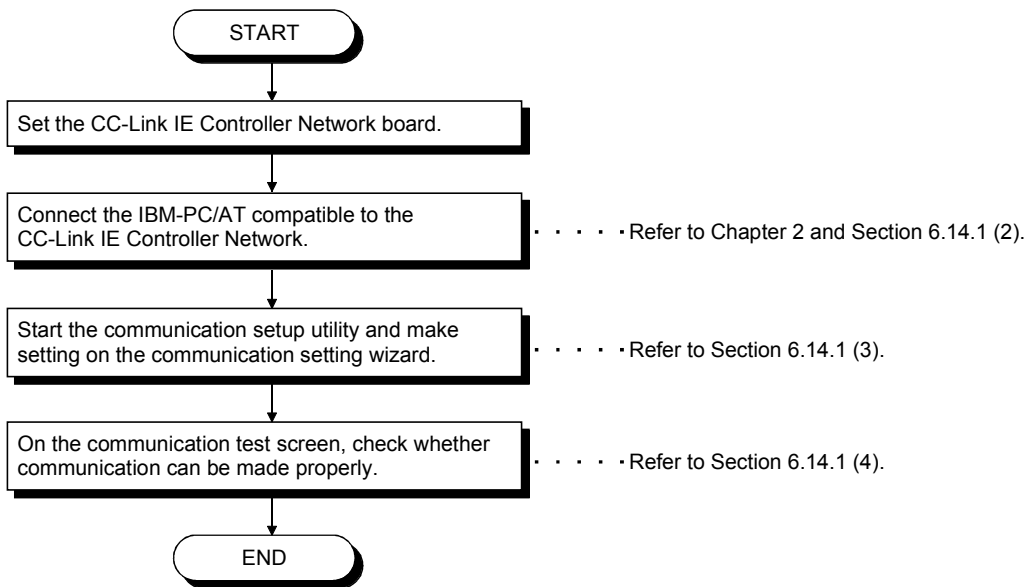 START
Set the CC-Link IE Controller Network board.
Connect the IBM-PC/AT compatible to the
CC-Link IE Controller Network.
Refer to Chapter 2 and Section 6.14.1 (2).
Start the communication setup utility and make
setting on the communication setting wizard.
Refer to Section 6.14.1 (3).
On the communication test screen, check whether
communication can be made properly.
Refer to Section 6.14.1 (4).
END